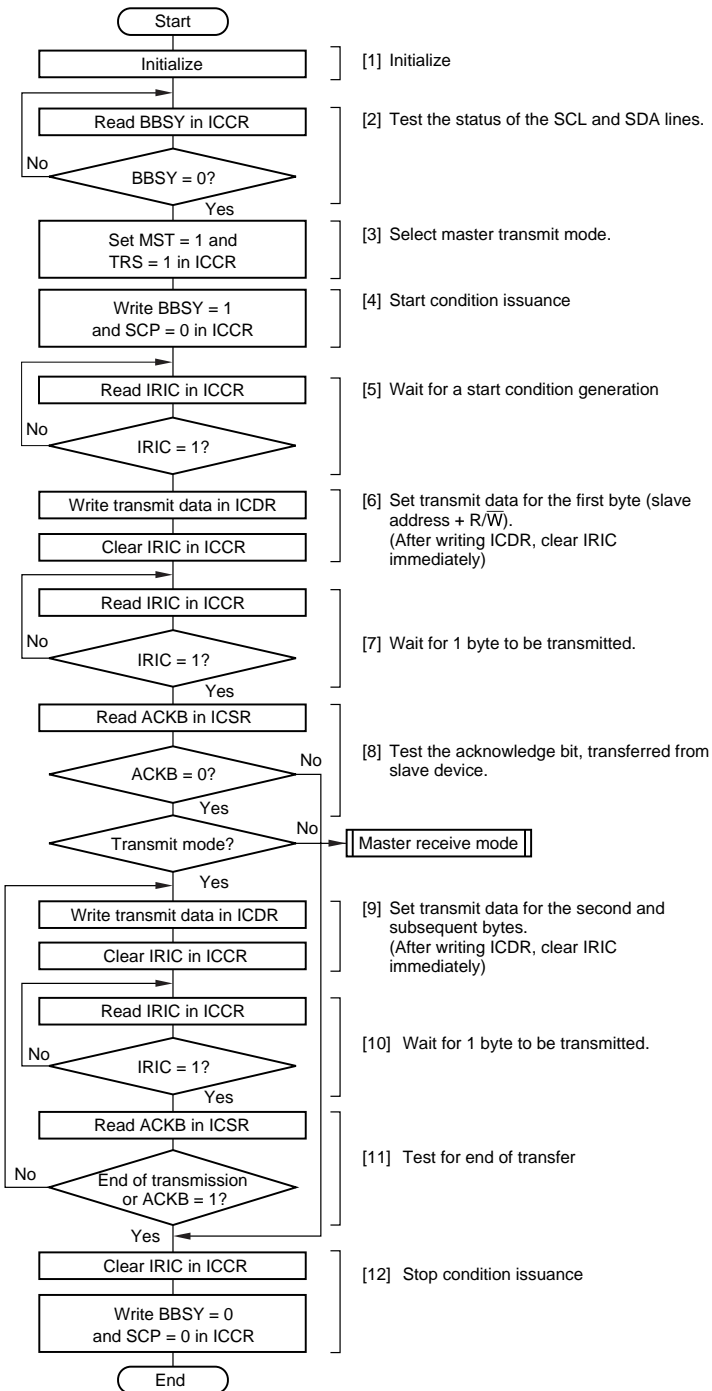 Start
Initialize
[1] Initialize
Read BBSY in ICCR
[2] Test the status of the SCL and SDA lines.
No
BBSY = 0?
Yes
Set MST = 1 and
TRS = 1 in ICCR
[3] Select master transmit mode.
Write BBSY = 1
and SCP = 0 in ICCR
[4] Start condition issuance
Read IRIC in ICCR
[5] Wait for a start condition generation
No
IRIC = 1?
Yes
Write transmit data in ICDR
[6] Set transmit data for the first byte (slave
address + R/W̅).
(After writing ICDR, clear IRIC
immediately)
Clear IRIC in ICCR
Read IRIC in ICCR
No
IRIC = 1?
[7] Wait for 1 byte to be transmitted.
Yes
Read ACKB in ICSR
[8] Test the acknowledge bit, transferred from
slave device.
No
ACKB = 0?
Yes
No
Transmit mode?
Master receive mode
Yes
Write transmit data in ICDR
[9] Set transmit data for the second and
subsequent bytes.
(After writing ICDR, clear IRIC
immediately)
Clear IRIC in ICCR
Read IRIC in ICCR
[10] Wait for 1 byte to be transmitted.
No
IRIC = 1?
Yes
Read ACKB in ICSR
[11] Test for end of transfer
No
End of transmission
or ACKB = 1?
Yes
Clear IRIC in ICCR
[12] Stop condition issuance
Write BBSY = 0
and SCP = 0 in ICCR
End